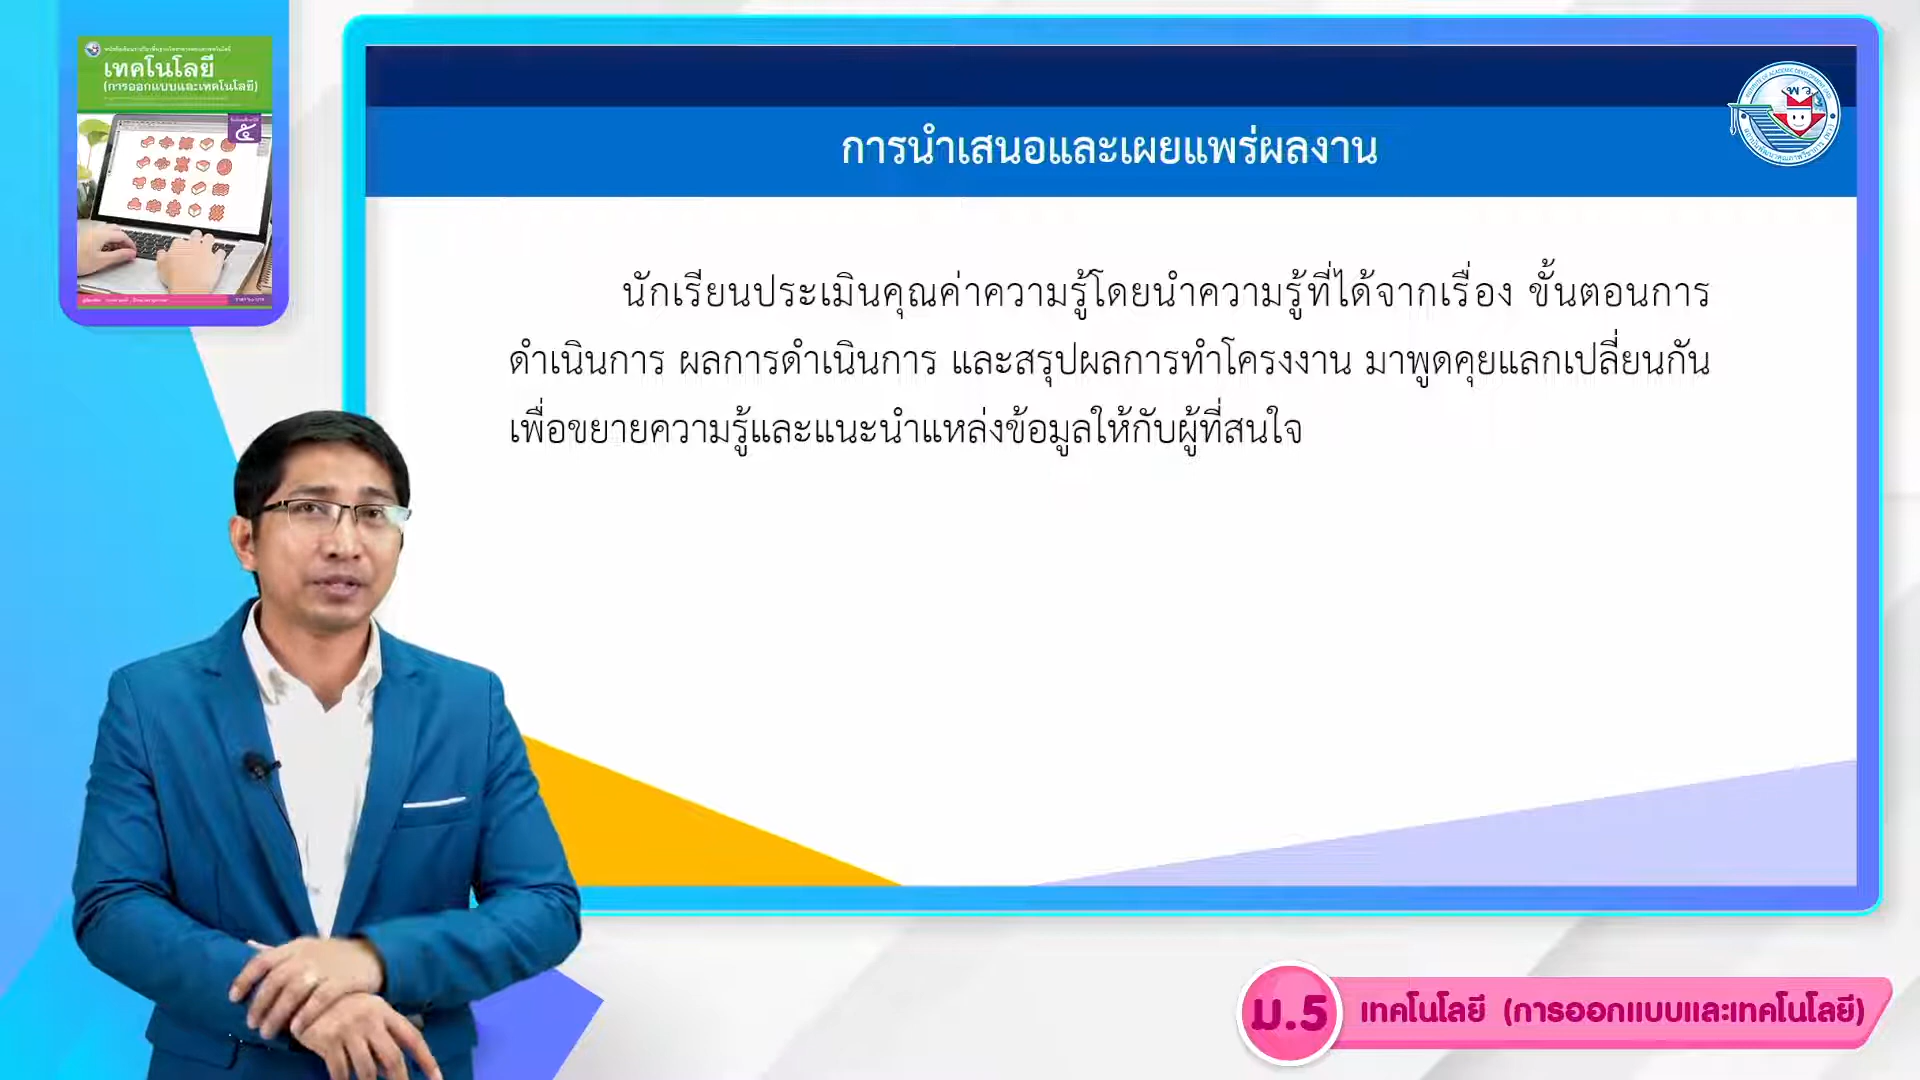 เทคโนโลยี
(การออกแบบและเทคโนโลยี)
๕
การนำเสนอและเผยแพร่ผลงาน
พว.
นักเรียนประเมินคุณค่าความรู้โดยนำความรู้ที่ได้จากเรื่อง ขั้นตอนการ
ดำเนินการ ผลการดำเนินการ และสรุปผลการทำโครงงาน มาพูดคุยแลกเปลี่ยนกัน
เพื่อขยายความรู้และแนะนำแหล่งข้อมูลให้กับผู้ที่สนใจ
ม.5 เทคโนโลยี (การออกแบบและเทคโนโลยี)